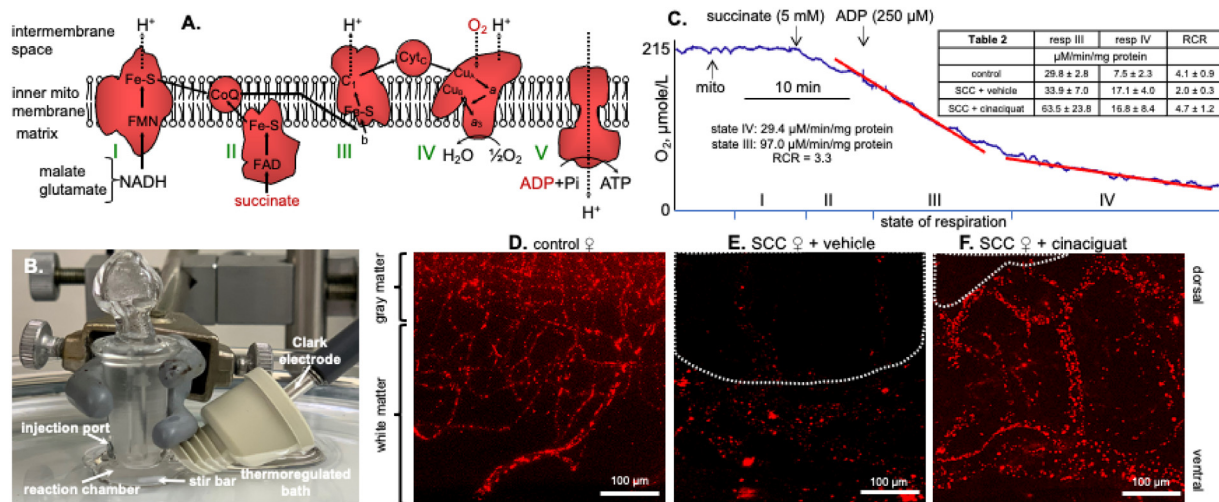 A.
intermembrane
space
inner mito
membrane
matrix
malate
glutamate
NADH
H⁺
Fe-S
FMN
I
CoQ
Fe-S
FAD
II
succinate
H⁺
C₁
Fe-S
b
III
Cyt_C
O₂
H⁺
Cu_A
Cu_B
a
a₃
IV
H₂O
½O₂
V
H⁺
ADP+Pi
ATP
H⁺
B.
Clark
electrode
injection port
reaction chamber
stir bar
thermoregulated
bath
C.
succinate (5 mM)
ADP (250 µM)
215
O₂, µmole/L
0
mito
10 min
state IV: 29.4 µM/min/mg protein
state III: 97.0 µM/min/mg protein
RCR = 3.3
I II III IV
state of respiration
Table 2 resp III resp IV RCR
µM/min/mg protein
control 29.8 ± 2.8 7.5 ± 2.3 4.1 ± 0.9
SCC + vehicle 33.9 ± 7.0 17.1 ± 4.0 2.0 ± 0.3
SCC + cinaciquat 63.5 ± 23.8 16.8 ± 8.4 4.7 ± 1.2
D. control ♀
gray matter
white matter
100 µm
E. SCC ♀ + vehicle
100 µm
F. SCC ♀ + cinaciguat
100 µm
dorsal
ventral